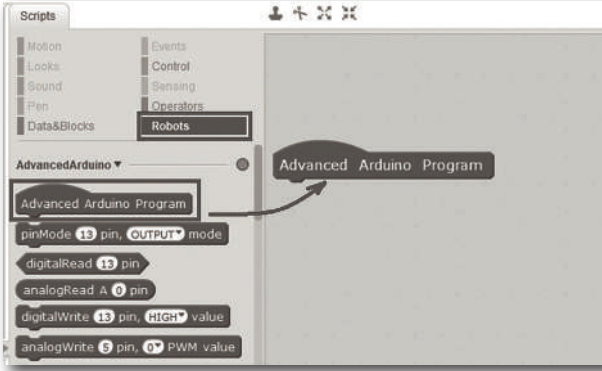 Scripts
Motion Events
Looks Control
Sound Sensing
Pen Operators
Data&Blocks Robots
AdvancedArduino
Advanced Arduino Program
Advanced Arduino Program
pinMode 13 pin, OUTPUT mode
digitalRead 13 pin
analogRead A 0 pin
digitalWrite 13 pin, HIGH value
analogWrite 5 pin, 0 PWM value